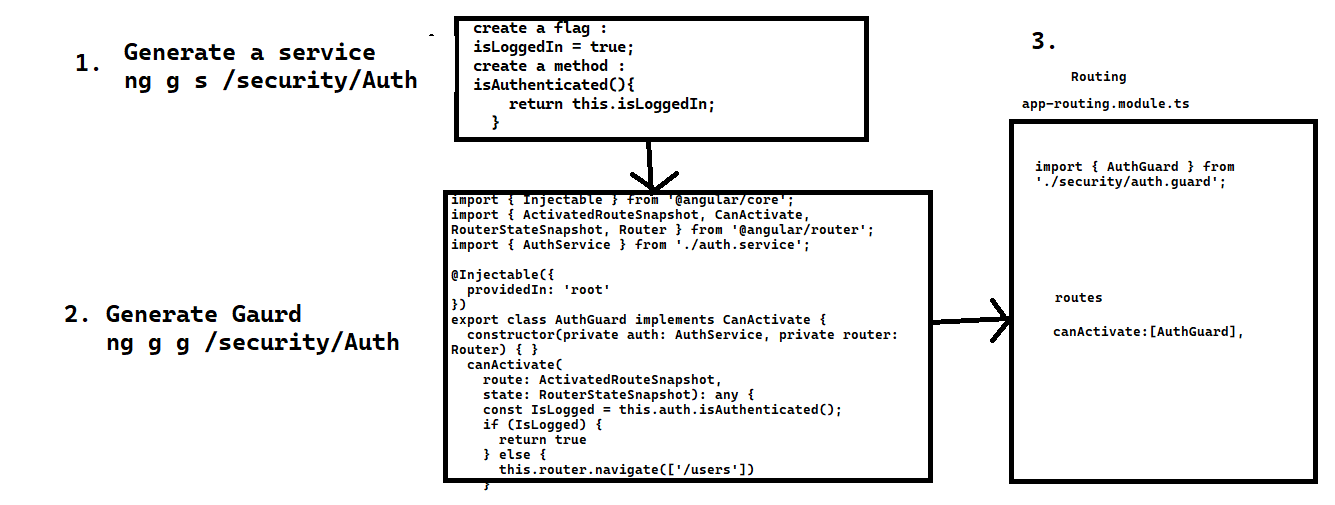 1. Generate a service
ng g s /security/Auth
create a flag :
isLoggedIn = true;
create a method :
isAuthenticated(){
return this.isLoggedIn;
}
2. Generate Gaurd
ng g g /security/Auth
import { Injectable } from '@angular/core';
import { ActivatedRouteSnapshot, CanActivate,
RouterStateSnapshot, Router } from '@angular/router';
import { AuthService } from './auth.service';
@Injectable({
providedIn: 'root'
})
export class AuthGuard implements CanActivate {
constructor(private auth: AuthService, private router:
Router) { }
canActivate(
route: ActivatedRouteSnapshot,
state: RouterStateSnapshot): any {
const IsLogged = this.auth.isAuthenticated();
if (IsLogged) {
return true
} else {
this.router.navigate(['/users'])
}
3.
Routing
app-routing.module.ts
import { AuthGuard } from
'./security/auth.guard';
routes
canActivate:[AuthGuard],